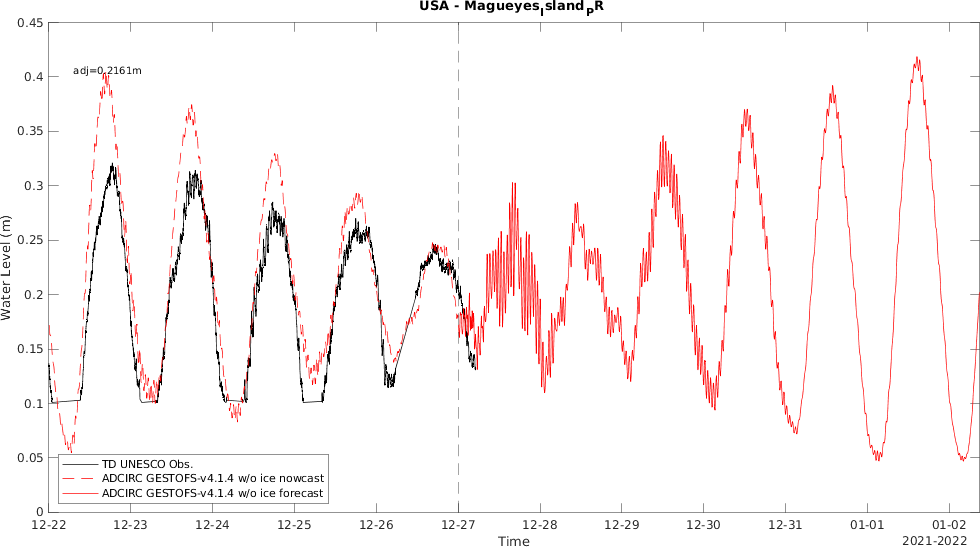 USA - Magueyes_Island_PR
0.45
0.4
0.35
0.3
0.25
0.2
0.15
0.1
0.05
0
Water Level (m)
adj=0.2161m
TD UNESCO Obs.
ADCIRC GESTOFS-v4.1.4 w/o ice nowcast
ADCIRC GESTOFS-v4.1.4 w/o ice forecast
12-22 12-23 12-24 12-25 12-26 12-27 12-28 12-29 12-30 12-31 01-01 01-02
Time
2021-2022